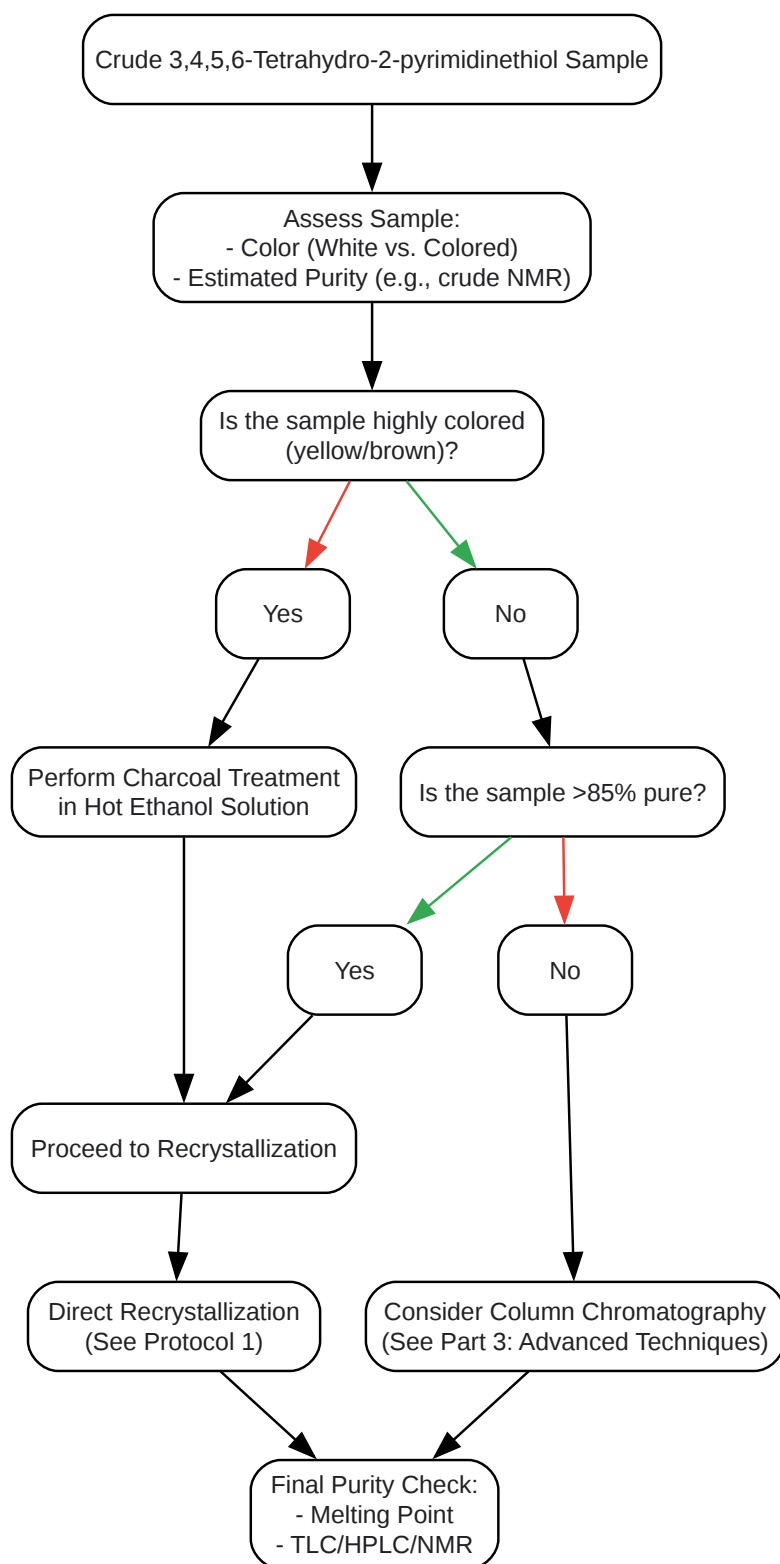 Crude 3,4,5,6-Tetrahydro-2-pyrimidinethiol Sample
Assess Sample:
- Color (White vs. Colored)
- Estimated Purity (e.g., crude NMR)
Is the sample highly colored
(yellow/brown)?
Yes
No
Perform Charcoal Treatment
in Hot Ethanol Solution
Is the sample >85% pure?
Yes
No
Proceed to Recrystallization
Direct Recrystallization
(See Protocol 1)
Consider Column Chromatography
(See Part 3: Advanced Techniques)
Final Purity Check:
- Melting Point
- TLC/HPLC/NMR